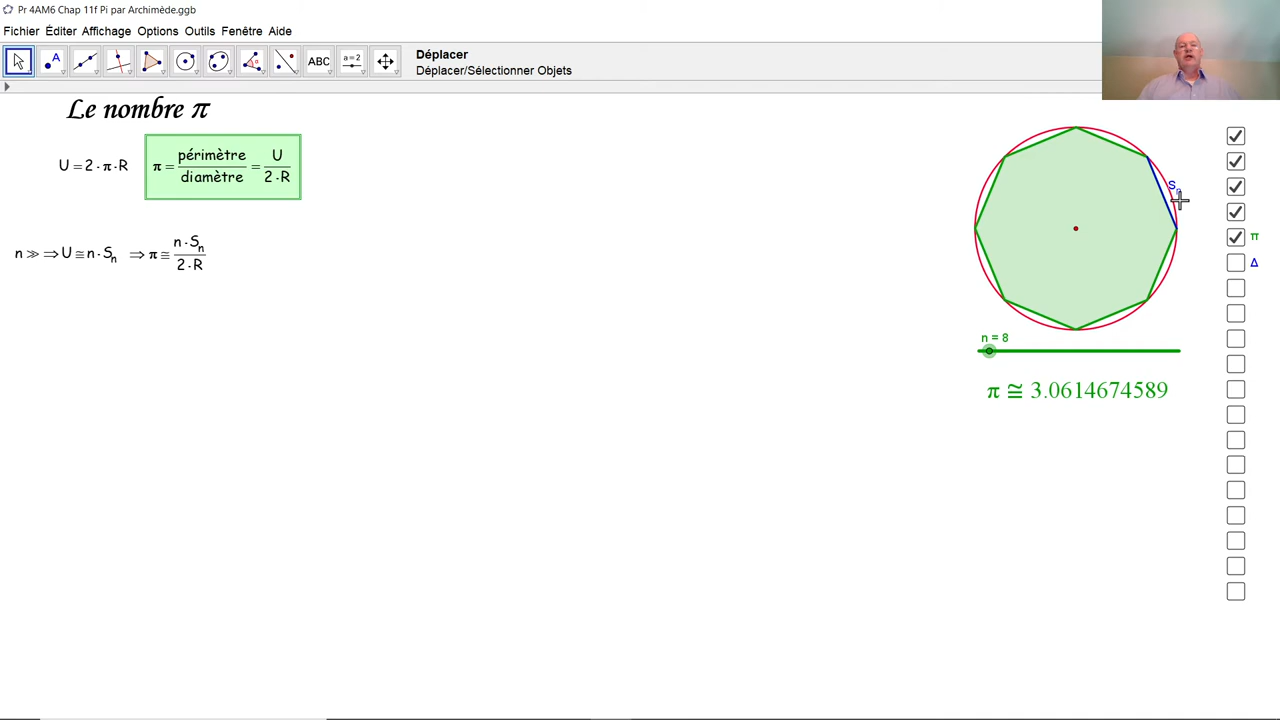 Pr 4AM6 Chap 11f Pi par Archimède.ggb
Fichier Éditer Affichage Options Outils Fenêtre Aide
A ABC a=2
Déplacer
Déplacer/Sélectionner Objets
Le nombre π
U = 2·π·R π = périmètre / diamètre = U / 2·R
n ≫ ⇒ U ≅ n·Sₙ ⇒ π ≅ n·Sₙ / 2·R
Sₙ
π
Δ
n = 8
π ≅ 3.0614674589